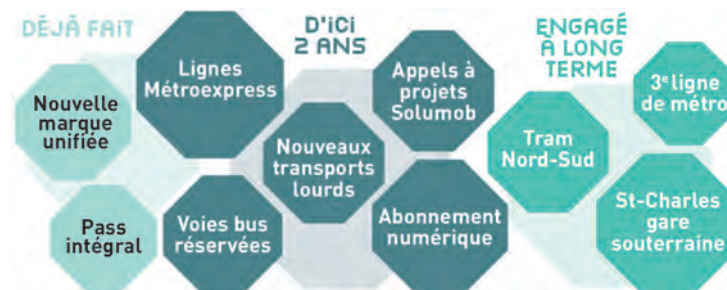 DÉJÀ FAIT
Nouvelle
marque
unifiée
Pass
intégral
D'ICI
2 ANS
Lignes
Métroexpress
Voies bus
réservées
Nouveaux
transports
lourds
Appels à
projets
Solumob
Abonnement
numérique
ENGAGÉ
À LONG
TERME
Tram
Nord-Sud
3e ligne
de métro
St-Charles
gare
souterraine